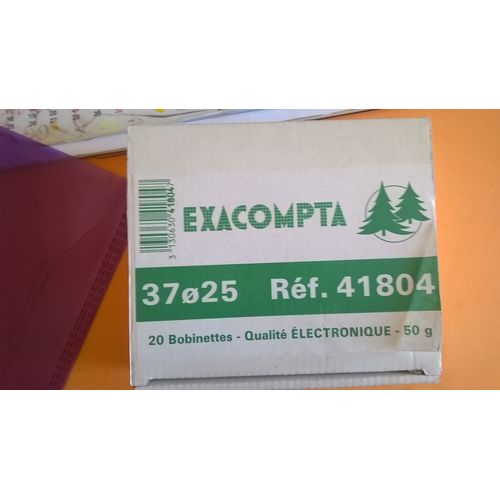 EXACOMPTA
3 130630 418047
37ø25 Réf. 41804
20 Bobinettes - Qualité ÉLECTRONIQUE - 50 g